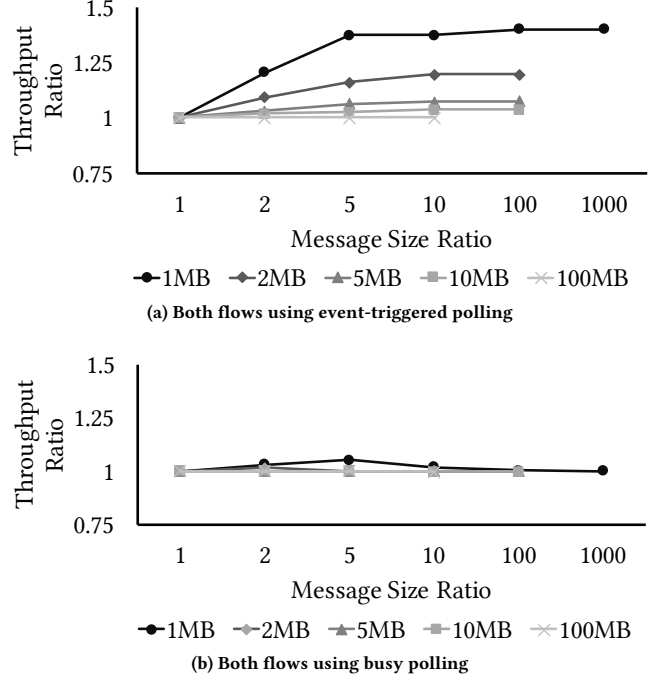 1.5
1.25
1
0.75
Throughput
Ratio
1 2 5 10 100 1000
Message Size Ratio
1MB 2MB 5MB 10MB 100MB
(a) Both flows using event-triggered polling
1.5
1.25
1
0.75
Throughput
Ratio
1 2 5 10 100 1000
Message Size Ratio
1MB 2MB 5MB 10MB 100MB
(b) Both flows using busy polling